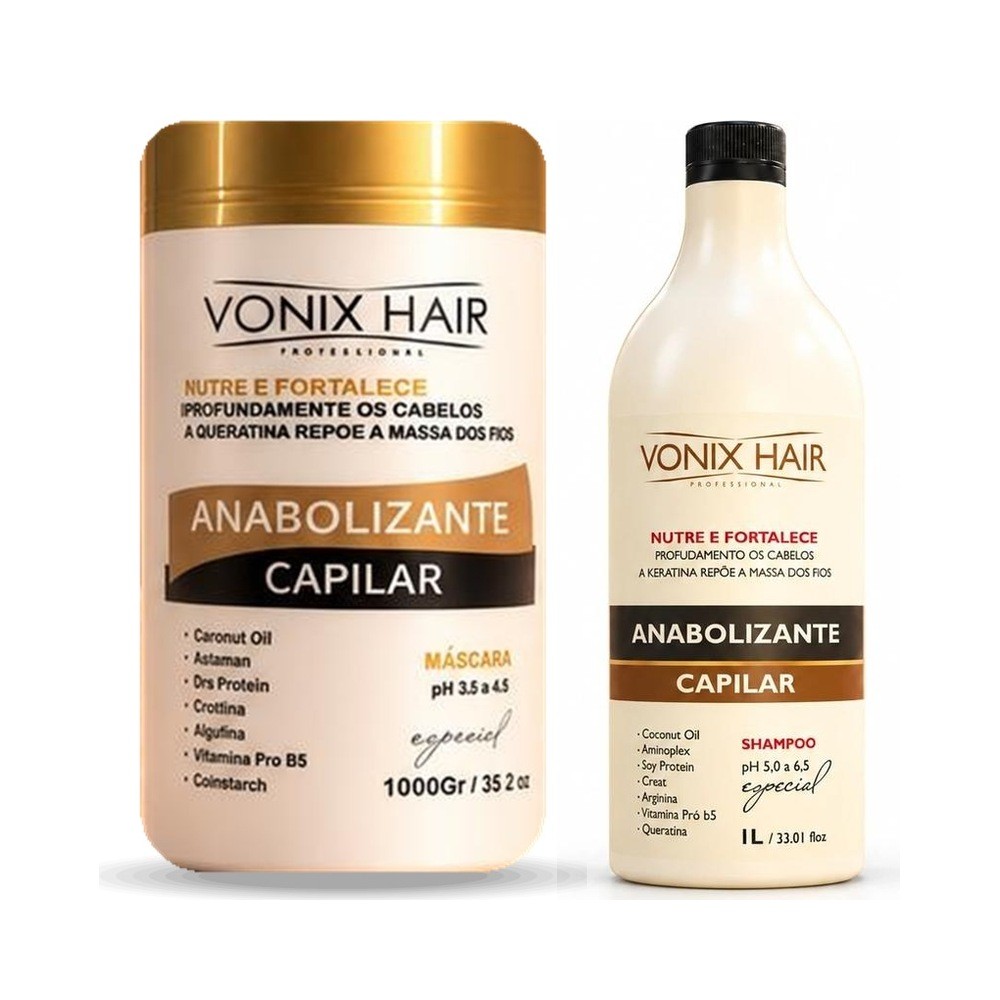 VONIX HAIR
PROFESSIONAL
NUTRE E FORTALECE
PROFUNDAMENTE OS CABELOS
A QUERATINA REPOE A MASSA DOS FIOS
ANABOLIZANTE
CAPILAR
· Caronut Oil
· Astaman
· Drs Protein
· Crottina
· Algufina
· Vitamina Pro B5
· Coinstarch
MÁSCARA
pH 3.5 a 4.5
1000Gr / 35 2 oz
VONIX HAIR
PROFESSIONAL
NUTRE E FORTALECE
PROFUDAMENTO OS CABELOS
A KERATINA REPÕE A MASSA DOS FIOS
ANABOLIZANTE
CAPILAR
· Coconut Oil
· Aminoplex
· Soy Protein
· Creat
· Arginina
· Vitamina Pró b5
· Queratina
SHAMPOO
pH 5,0 a 6,5
especial
1L / 33.01 floz